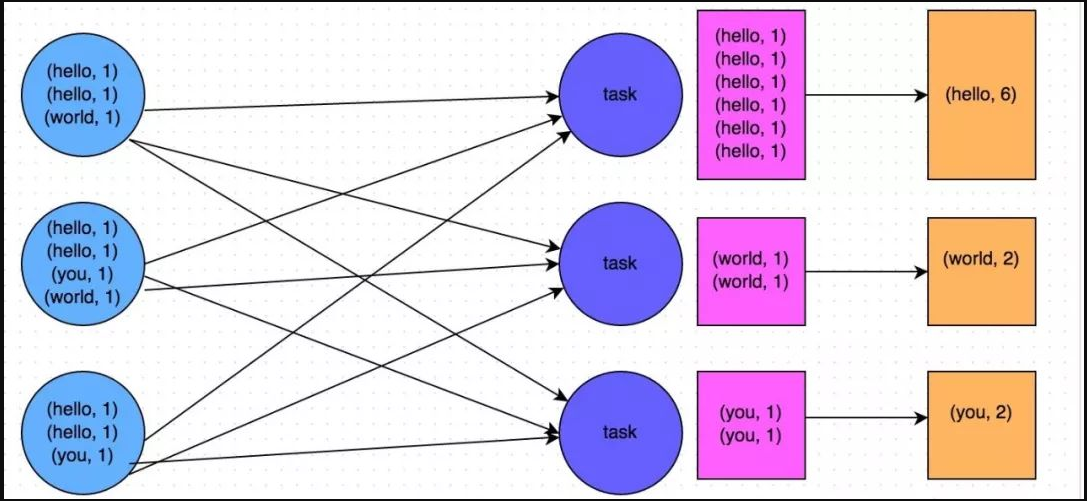 (hello, 1)
(hello, 1)
(world, 1)
(hello, 1)
(hello, 1)
(you, 1)
(world, 1)
(hello, 1)
(hello, 1)
(you, 1)
task
task
task
(hello, 1)
(hello, 1)
(hello, 1)
(hello, 1)
(hello, 1)
(hello, 1)
(world, 1)
(world, 1)
(you, 1)
(you, 1)
(hello, 6)
(world, 2)
(you, 2)